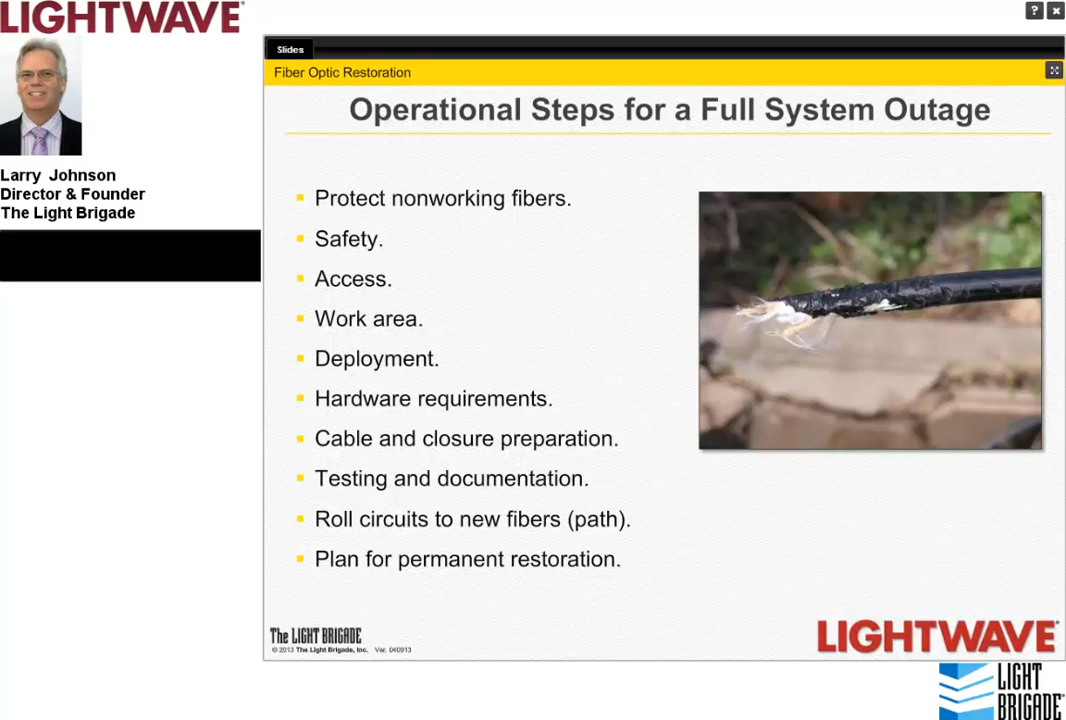 LIGHTWAVE
Larry Johnson
Director & Founder
The Light Brigade
? ×
Slides
Fiber Optic Restoration
Operational Steps for a Full System Outage
Protect nonworking fibers.
Safety.
Access.
Work area.
Deployment.
Hardware requirements.
Cable and closure preparation.
Testing and documentation.
Roll circuits to new fibers (path).
Plan for permanent restoration.
The LIGHT BRIGADE
© 2013 The Light Brigade, Inc. Ver. 040913
LIGHTWAVE
LIGHT
BRIGADE